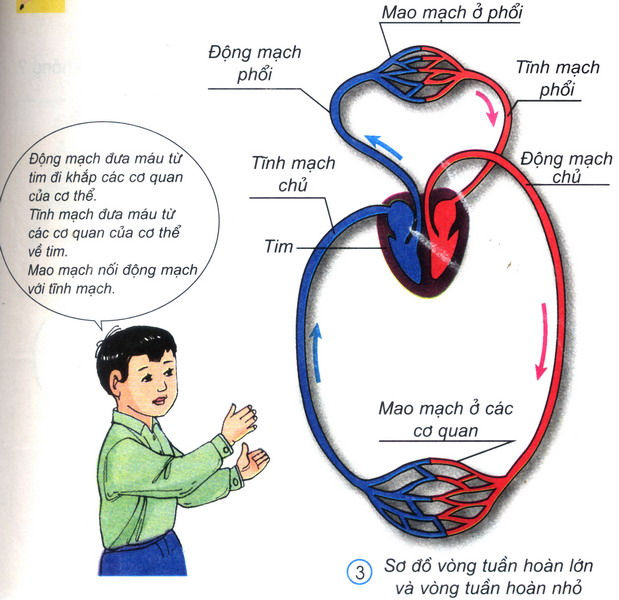 Mao mạch ở phổi
Động mạch
phổi
Tĩnh mạch
phổi
Động mạch đưa máu từ
tim đi khắp các cơ quan
của cơ thể.
Tĩnh mạch đưa máu từ
các cơ quan của cơ thể
về tim.
Mao mạch nối động mạch
với tĩnh mạch.
Tĩnh mạch
chủ
Động mạch
chủ
Tim
Mao mạch ở các
cơ quan
3 Sơ đồ vòng tuần hoàn lớn
và vòng tuần hoàn nhỏ